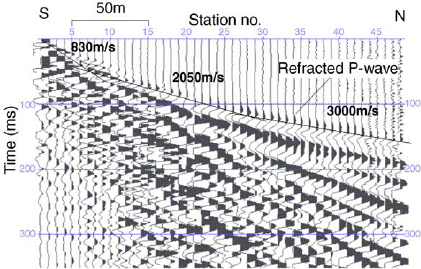 50m
S Station no. N
5 10 15 20 25 30 35 40 45
830m/s
2050m/s
Refracted P-wave
3000m/s
100 100
Time (ms)
200 200
300 300